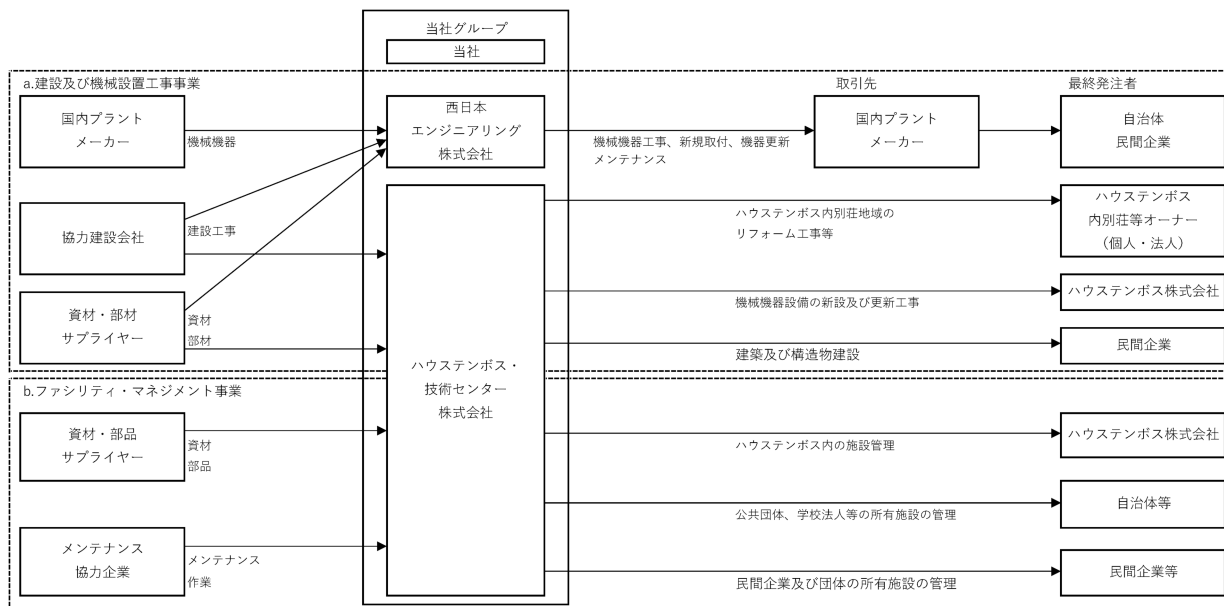 当社グループ
当社
a.建設及び機械設置工事事業
取引先
最終発注者
国内プラント
メーカー
機械機器
西日本
エンジニアリング
株式会社
機械機器工事、新規取付、機器更新
メンテナンス
国内プラント
メーカー
自治体
民間企業
協力建設会社
建設工事
ハウステンボス内別荘地域の
リフォーム工事等
ハウステンボス
内別荘等オーナー
（個人・法人）
資材・部材
サプライヤー
資材
部材
機械機器設備の新設及び更新工事
ハウステンボス株式会社
建築及び構造物建設
民間企業
ハウステンボス・
技術センター
株式会社
b.ファシリティ・マネジメント事業
資材・部品
サプライヤー
資材
部品
ハウステンボス内の施設管理
ハウステンボス株式会社
公共団体、学校法人等の所有施設の管理
自治体等
メンテナンス
協力企業
メンテナンス
作業
民間企業及び団体の所有施設の管理
民間企業等